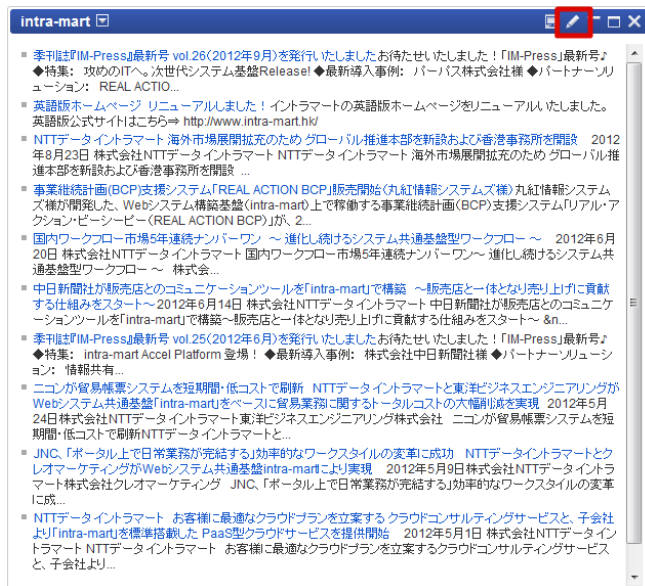 intra-mart
季刊誌『IM-Press』最新号 vol.26(2012年9月)を発行いたしましたお待たせいたしました！「IM-Press」最新号♪
◆特集： 攻めのITへ。次世代システム基盤Release! ◆最新導入事例： パーパス株式会社様 ◆パートナーソリ
ューション： REAL ACTIO...
英語版ホームページ リニューアルしました！イントラマートの英語版ホームページをリニューアルいたしました。
英語版公式サイトはこちら⇒ http://www.intra-mart.hk/
NTTデータイントラマート 海外市場展開拡充のため グローバル推進本部を新設および香港事務所を開設 2012
年8月23日 株式会社NTTデータイントラマート NTTデータイントラマート 海外市場展開拡充のため グローバル推
進本部を新設および香港事務所を開設 ...
事業継続計画(BCP)支援システム「REAL ACTION BCP」販売開始（丸紅情報システムズ様）丸紅情報システム
ズ様が開発した、Webシステム構築基盤(intra-mart)上で稼働する事業継続計画(BCP)支援システム「リアル・ア
クション・ビーシーピー(REAL ACTION BCP)」が、2...
国内ワークフロー市場5年連続ナンバーワン ～ 進化し続けるシステム共通基盤型ワークフロー ～ 2012年6月
20日 株式会社NTTデータイントラマート 国内ワークフロー市場5年連続ナンバーワン～ 進化し続けるシステム共
通基盤型ワークフロー ～ 株式会...
中日新聞社が販売店とのコミュニケーションツールを「intra-mart」で構築 ～販売店と一体となり売り上げに貢献
する仕組みをスタート～2012年6月14日 株式会社NTTデータイントラマート 中日新聞社が販売店とのコミュニケ
ーションツールを「intra-mart」で構築～販売店と一体となり売り上げに貢献する仕組みをスタート～ &n...
季刊誌『IM-Press』最新号 vol.25(2012年6月)を発行いたしましたお待たせいたしました！「IM-Press」最新号♪
◆特集： intra-mart Accel Platform 登場！ ◆最新導入事例： 株式会社中日新聞社様 ◆パートナーソリューシ
ョン： 情報共有...
ニコンが貿易帳票システムを短期間・低コストで刷新 NTTデータイントラマートと東洋ビジネスエンジニアリングが
Webシステム共通基盤「intra-mart」をベースに貿易業務に関するトータルコストの大幅削減を実現 2012年5月
24日株式会社NTTデータイントラマート東洋ビジネスエンジニアリング株式会社 ニコンが貿易帳票システムを短
期間・低コストで刷新NTTデータイントラマートと...
JNC、「ポータル上で日常業務が完結する」効率的なワークスタイルの変革に成功 NTTデータイントラマートとク
レオマーケティングがWebシステム共通基盤intra-martにより実現 2012年5月9日株式会社NTTデータイントラ
マート株式会社クレオマーケティング JNC、「ポータル上で日常業務が完結する」効率的なワークスタイルの変革
に成...
NTTデータイントラマート お客様に最適なクラウドプランを立案する クラウドコンサルティングサービスと、子会社
より「intra-mart」を標準搭載した PaaS型クラウドサービスを提供開始 2012年5月1日 株式会社NTTデータイン
トラマート NTTデータイントラマート お客様に最適なクラウドプランを立案するクラウドコンサルティングサービス
と、子会社より...